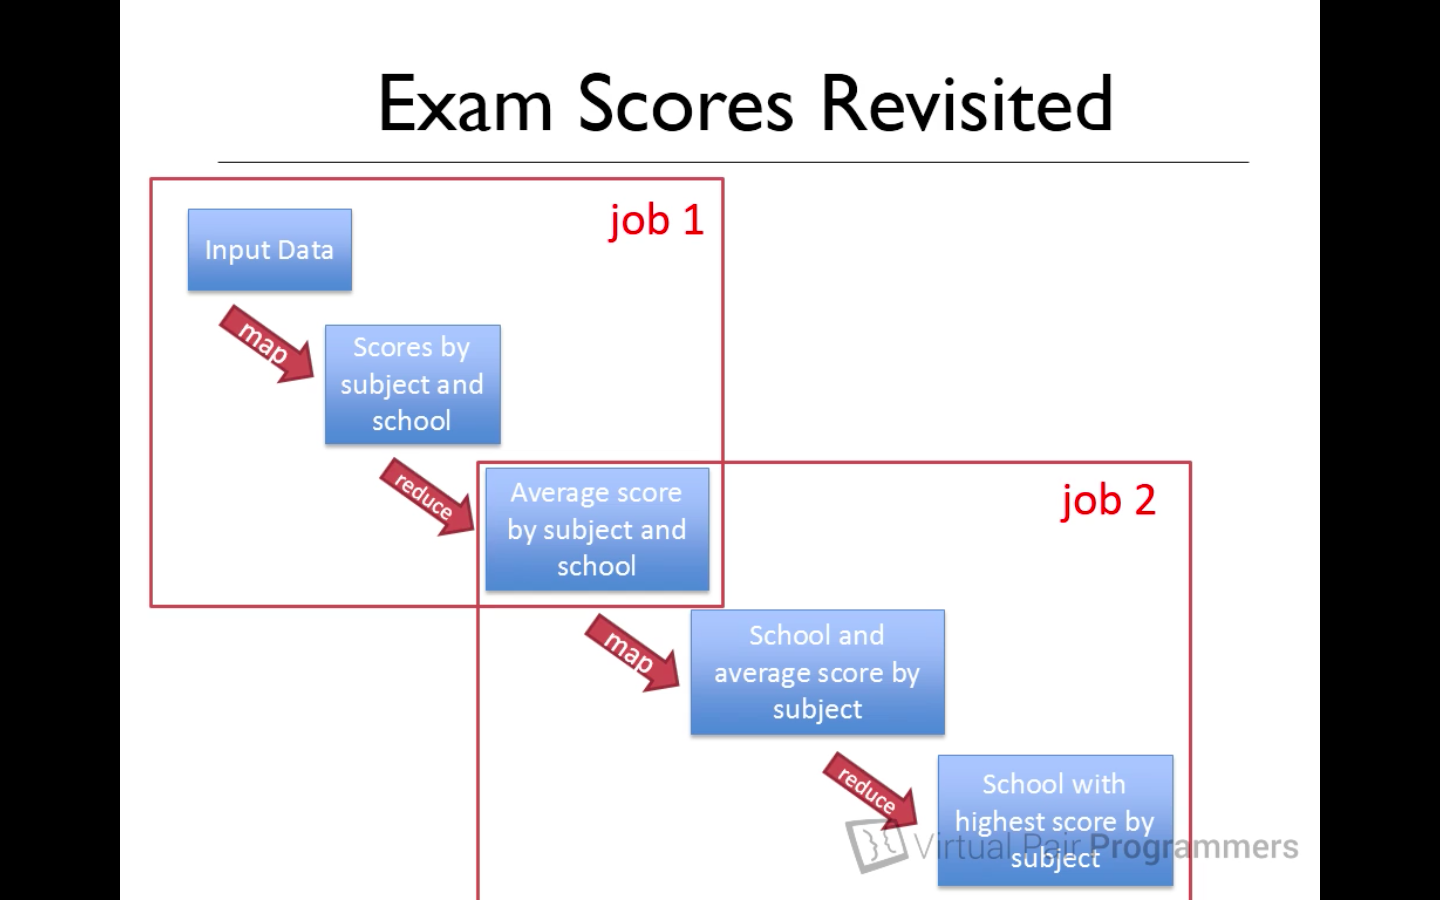 Exam Scores Revisited
job 1
Input Data
map
Scores by
subject and
school
reduce
Average score
by subject and
school
job 2
map
School and
average score by
subject
reduce
School with
highest score by
subject
Virtual Pair Programmers